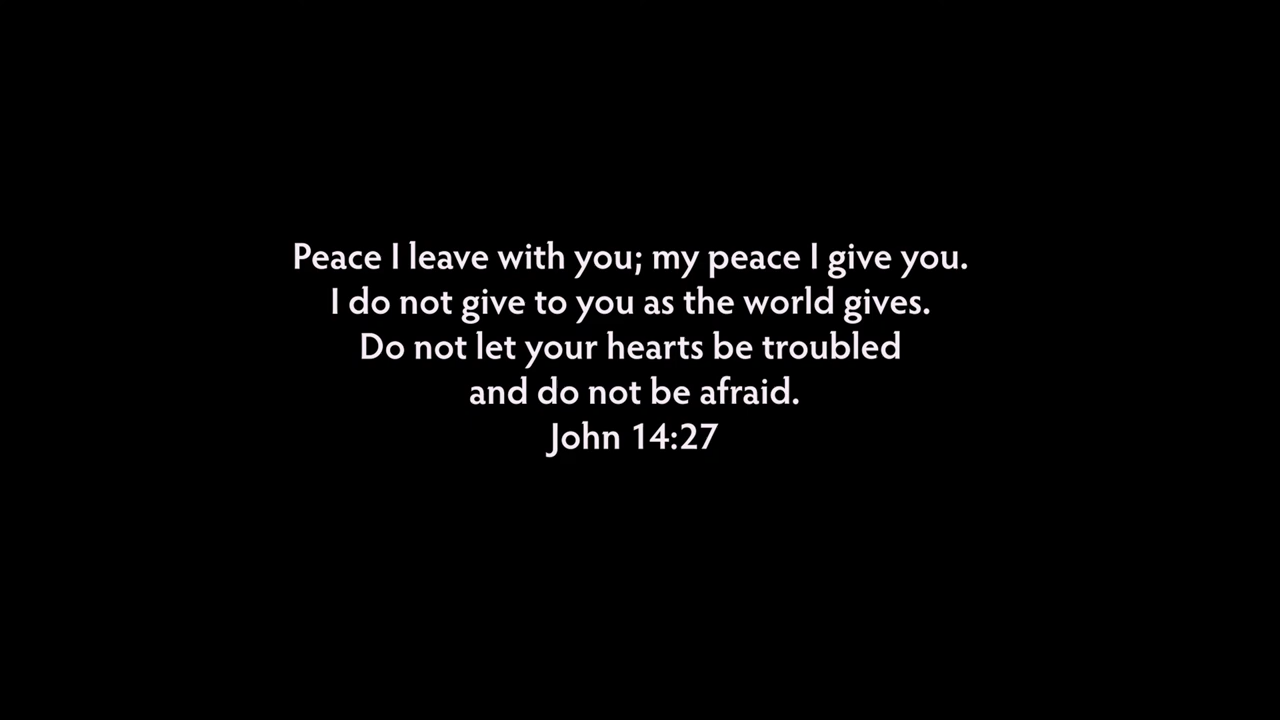 Peace I leave with you; my peace I give you.
I do not give to you as the world gives.
Do not let your hearts be troubled
and do not be afraid.
John 14:27